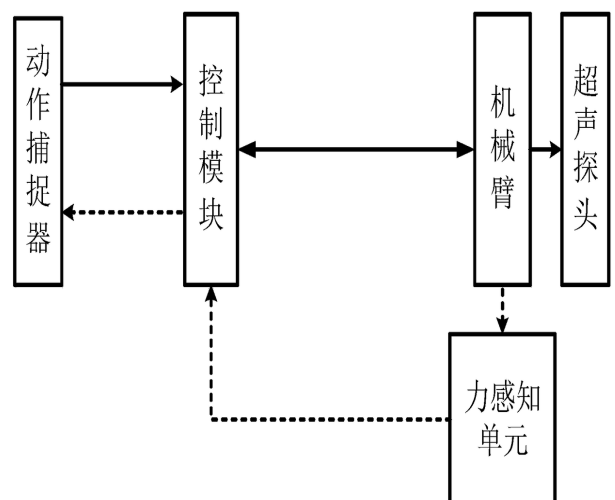 动作捕捉器
控制模块
机械臂
超声探头
力感知
单元